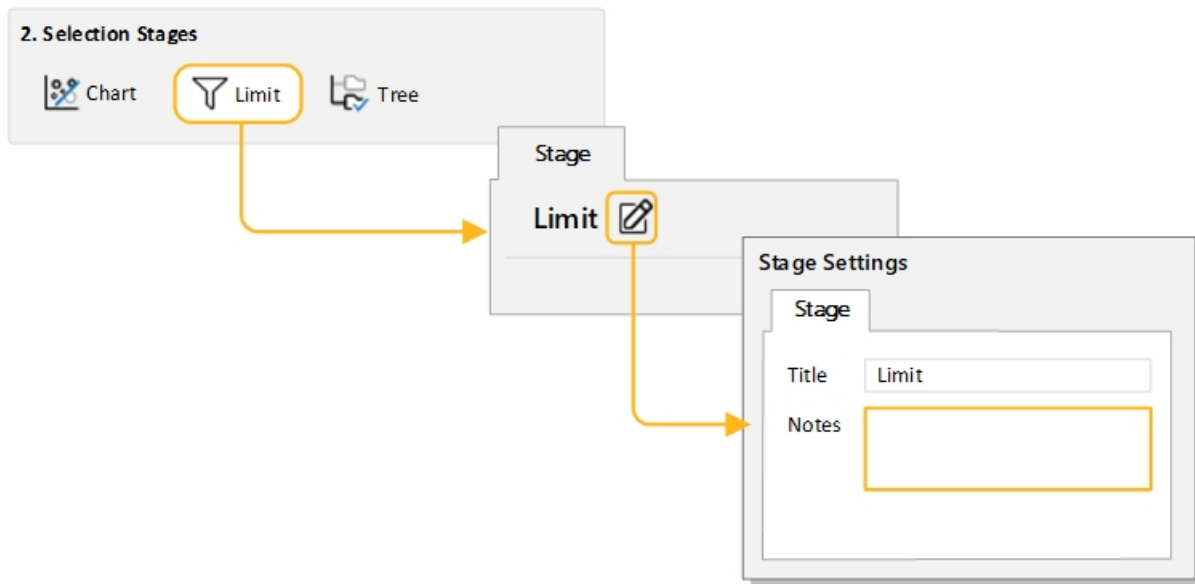 2. Selection Stages
Chart
Limit
Tree
Stage
Limit
Stage Settings
Stage
Title
Limit
Notes